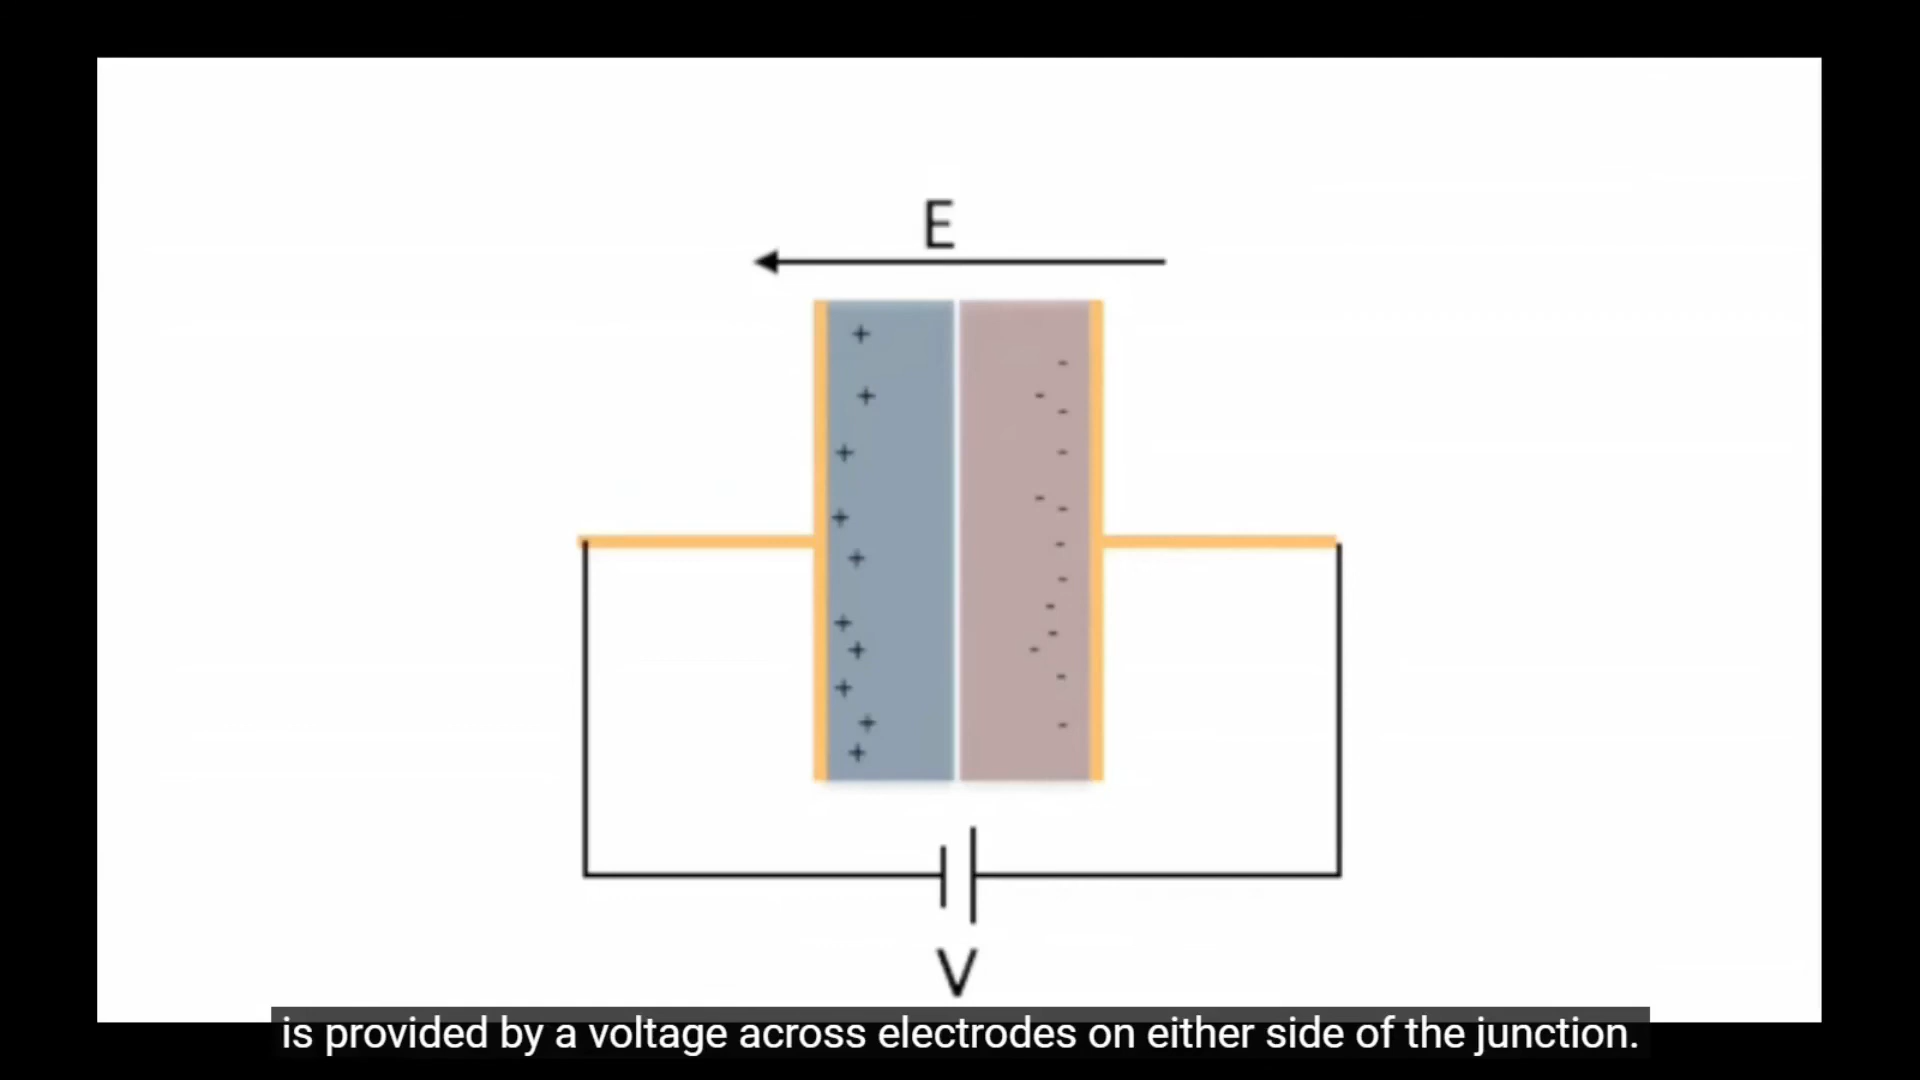 E
V
is provided by a voltage across electrodes on either side of the junction.